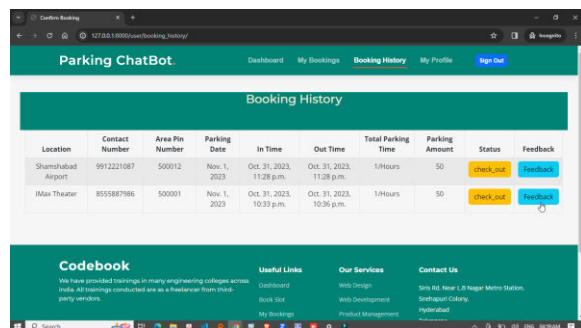 Confirm Booking
127.0.0.1:8000/user/booking_history/
Incognito
Parking ChatBot.
Dashboard My Bookings Booking History My Profile Sign Out
Booking History
Location Contact Number Area Pin Number Parking Date In Time Out Time Total Parking Time Parking Amount Status Feedback
Shamshabad Airport 9912221087 500012 Nov. 1, 2023 Oct. 31, 2023, 11:28 p.m. Oct. 31, 2023, 11:28 p.m. 1/Hours 50 check_out Feedback
IMax Theater 8555887986 500001 Nov. 1, 2023 Oct. 31, 2023, 10:33 p.m. Oct. 31, 2023, 10:36 p.m. 1/Hours 50 check_out Feedback
Codebook
We have provided trainings in many engineering colleges across
india. All trainings conducted are as a freelancer from third-
party vendors.
Useful Links
Dashboard
Book Slot
My Bookings
Our Services
Web Design
Web Development
Product Management
Contact Us
Siris Rd, Near L.B Nagar Metro Station,
Snehapuri Colony,
Hyderabad
Search
ENG